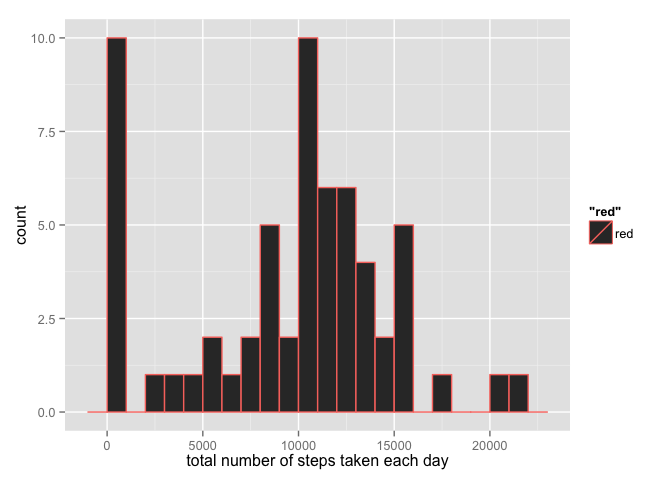 10.0
7.5
5.0
2.5
0.0
count
0
5000
10000
15000
20000
total number of steps taken each day
"red"
red